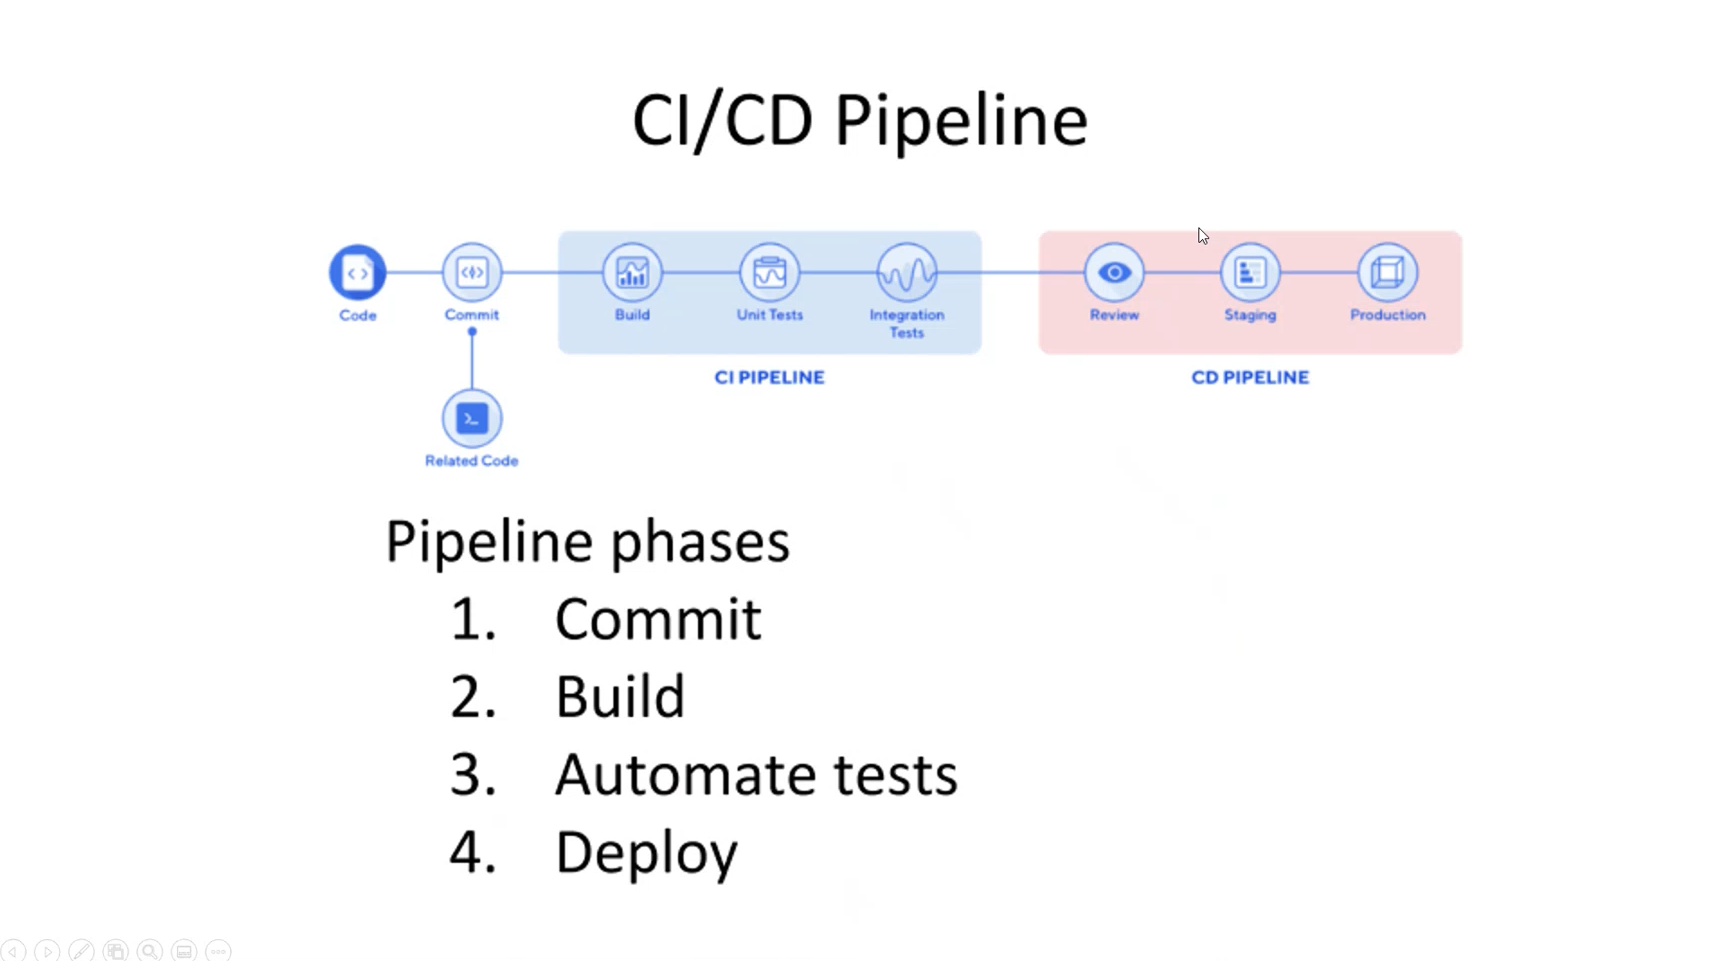 CI/CD Pipeline
Code
Commit
Build
Unit Tests
Integration
Tests
Review
Staging
Production
CI PIPELINE
CD PIPELINE
Related Code
Pipeline phases
1. Commit
2. Build
3. Automate tests
4. Deploy